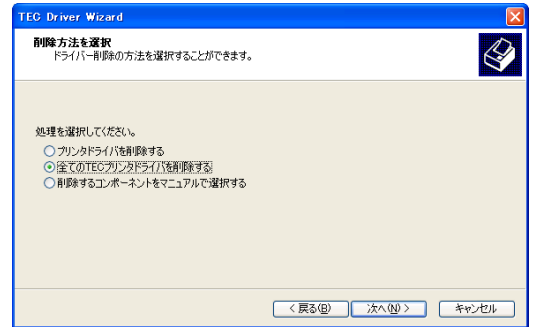 TEC Driver Wizard
削除方法を選択
ドライバー削除の方法を選択することができます。
処理を選択してください。
プリンタドライバを削除する
全てのTECプリンタドライバを削除する
削除するコンポーネントをマニュアルで選択する
< 戻る(B) 次へ(N) > キャンセル